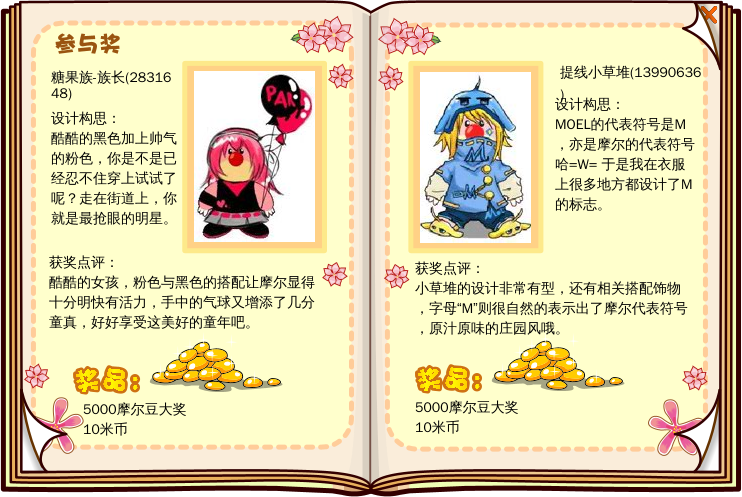 参与奖
糖果族-族长(28316
48)
设计构思：
酷酷的黑色加上帅气
的粉色，你是不是已
经忍不住穿上试试了
呢？走在街道上，你
就是最抢眼的明星。
获奖点评：
酷酷的女孩，粉色与黑色的搭配让摩尔显得
十分明快有活力，手中的气球又增添了几分
童真，好好享受这美好的童年吧。
奖品：
5000摩尔豆大奖
10米币
提线小草堆(13990636
)
设计构思：
MOEL的代表符号是M
，亦是摩尔的代表符号
哈=W= 于是我在衣服
上很多地方都设计了M
的标志。
获奖点评：
小草堆的设计非常有型，还有相关搭配饰物
，字母“M”则很自然的表示出了摩尔代表符号
，原汁原味的庄园风哦。
奖品：
5000摩尔豆大奖
10米币